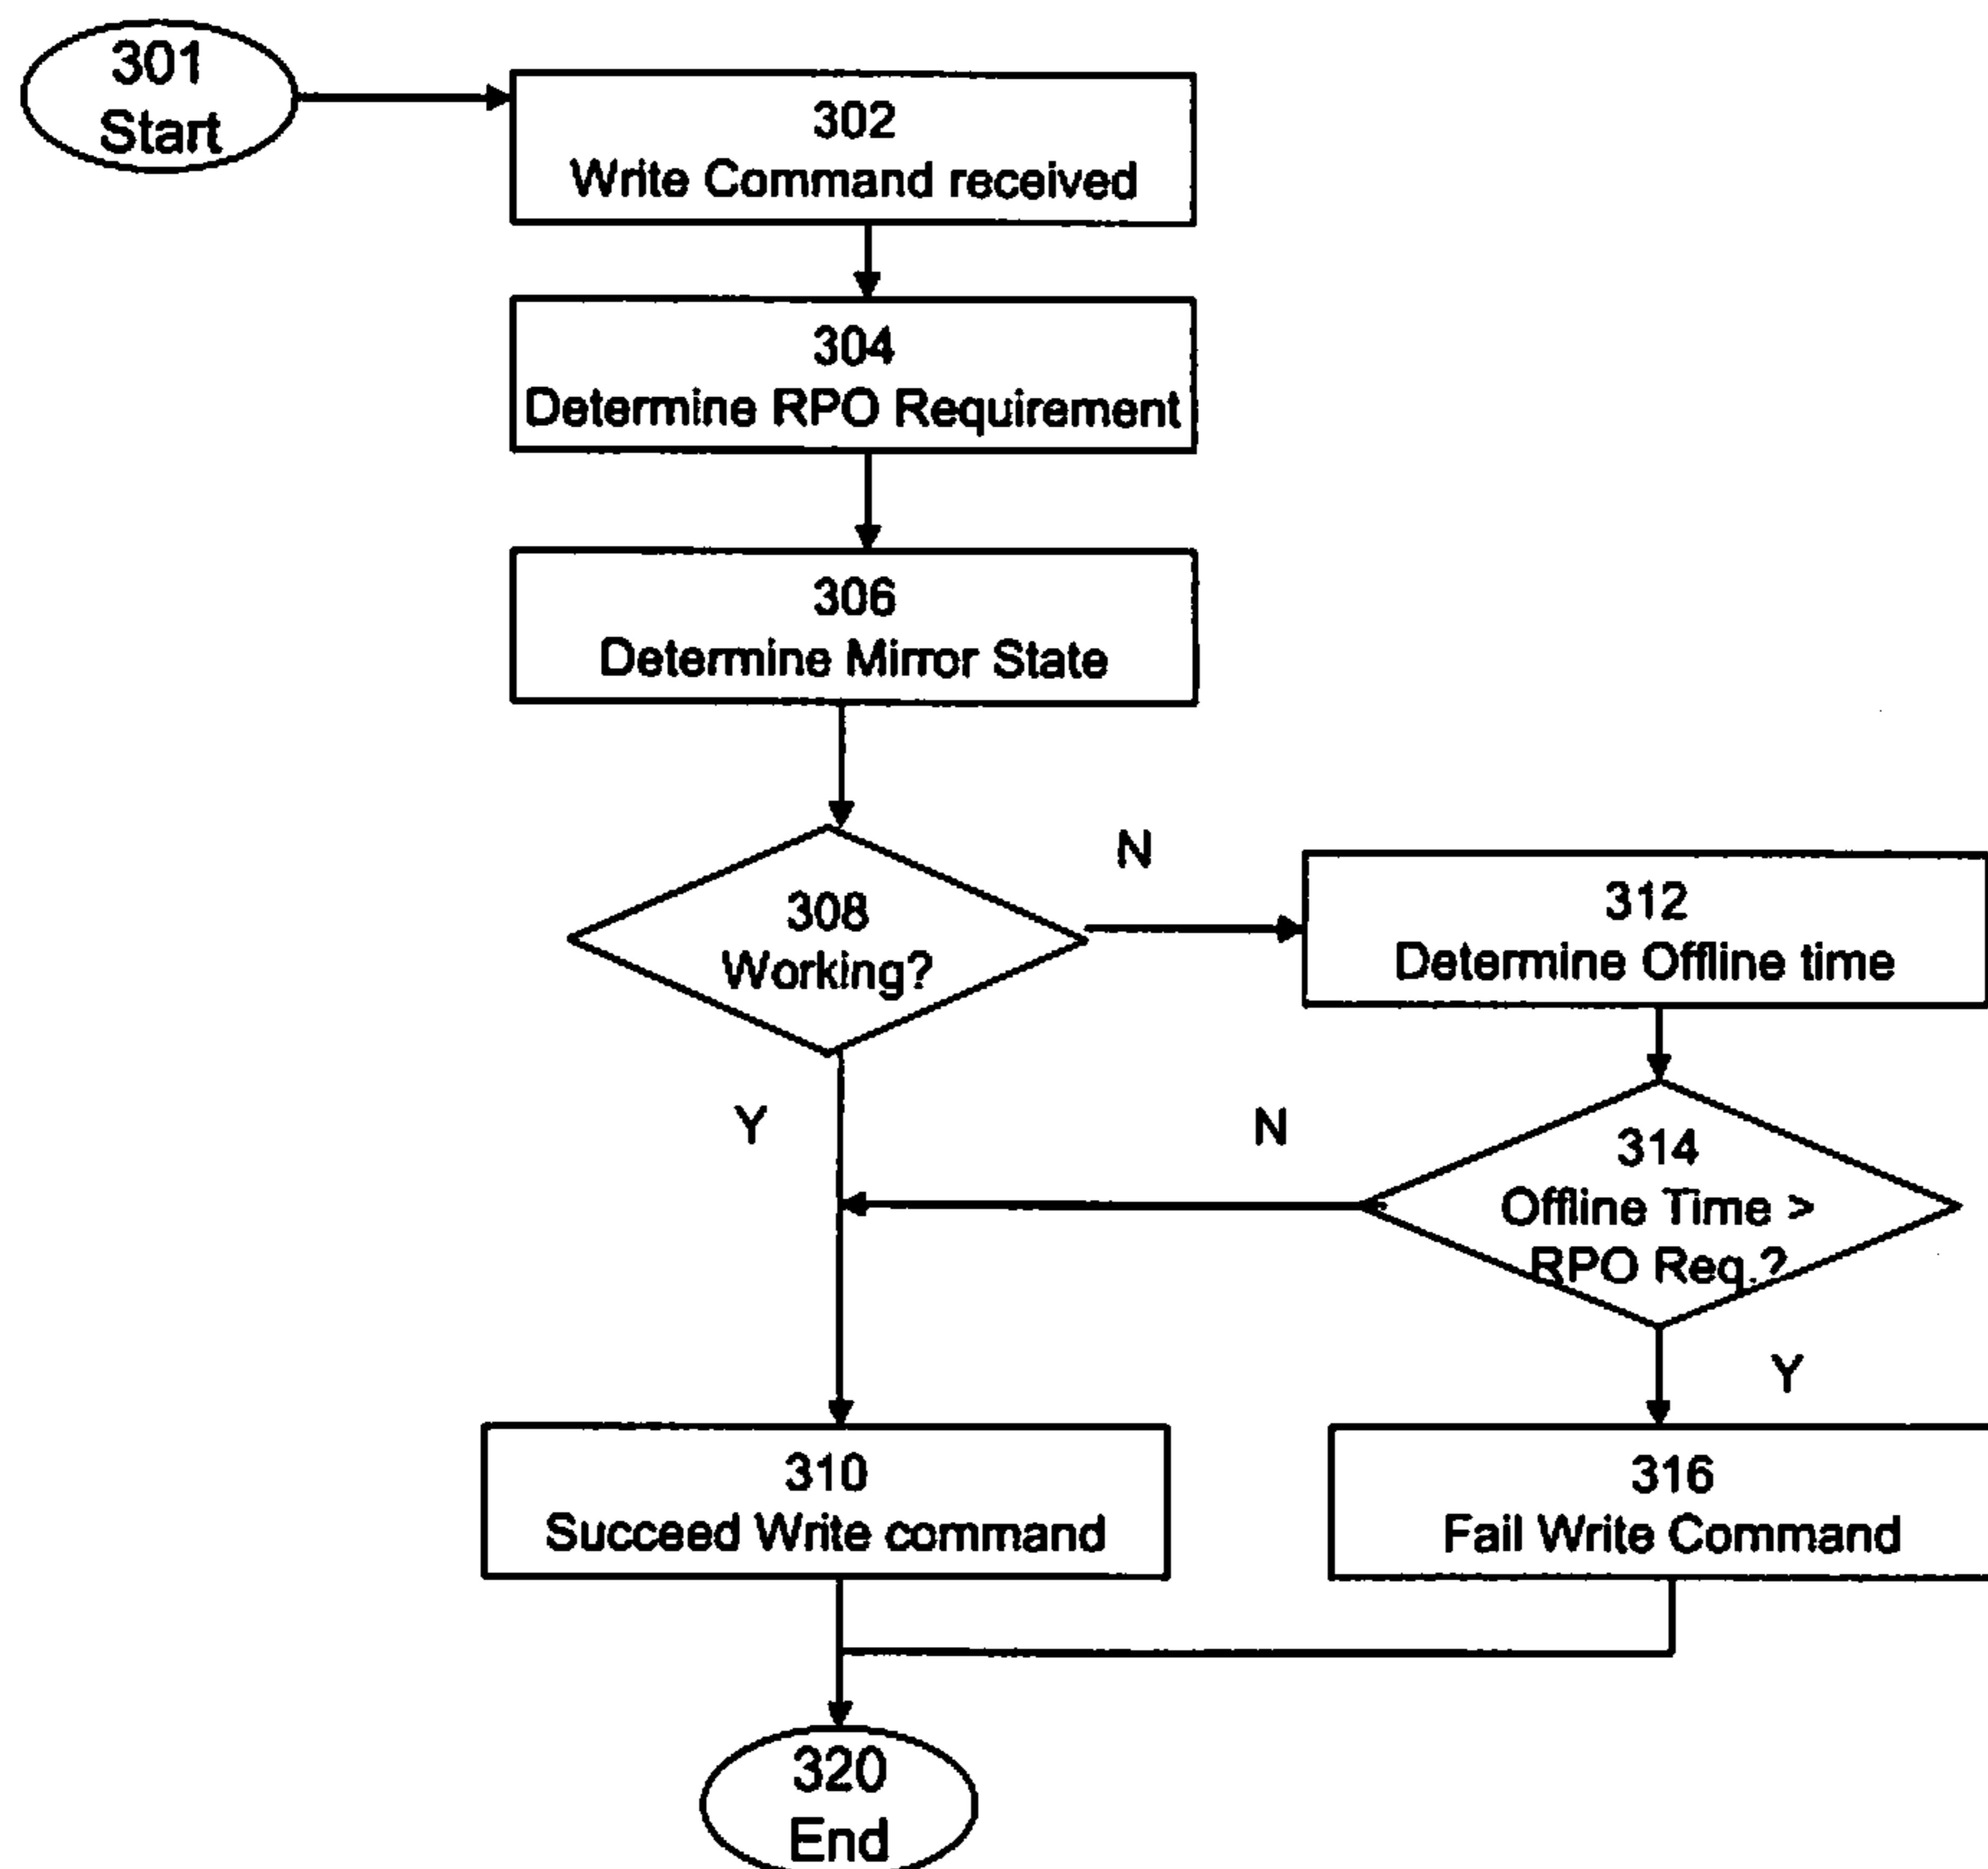 301
Start
302
Write Command received
304
Determine RPO Requirement
306
Determine Mirror State
308
Working?
N
312
Determine Offline time
Y
N
314
Offline Time >
RPO Req.?
Y
310
Succeed Write command
316
Fail Write Command
320
End